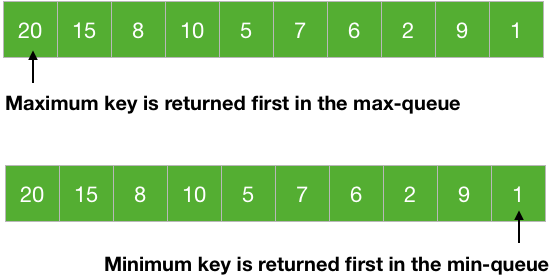 20 15 8 10 5 7 6 2 9 1
Maximum key is returned first in the max-queue
20 15 8 10 5 7 6 2 9 1
Minimum key is returned first in the min-queue